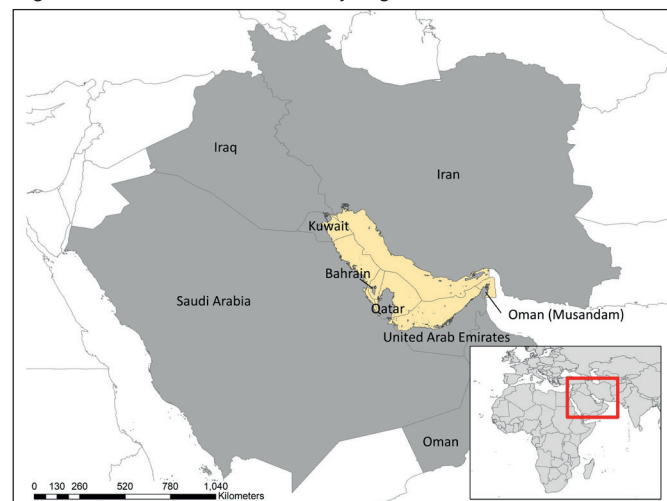 Iraq
Iran
Kuwait
Bahrain
Saudi Arabia
Qatar
Oman (Musandam)
United Arab Emirates
Oman
0 130 260 520 780 1,040
Kilometers